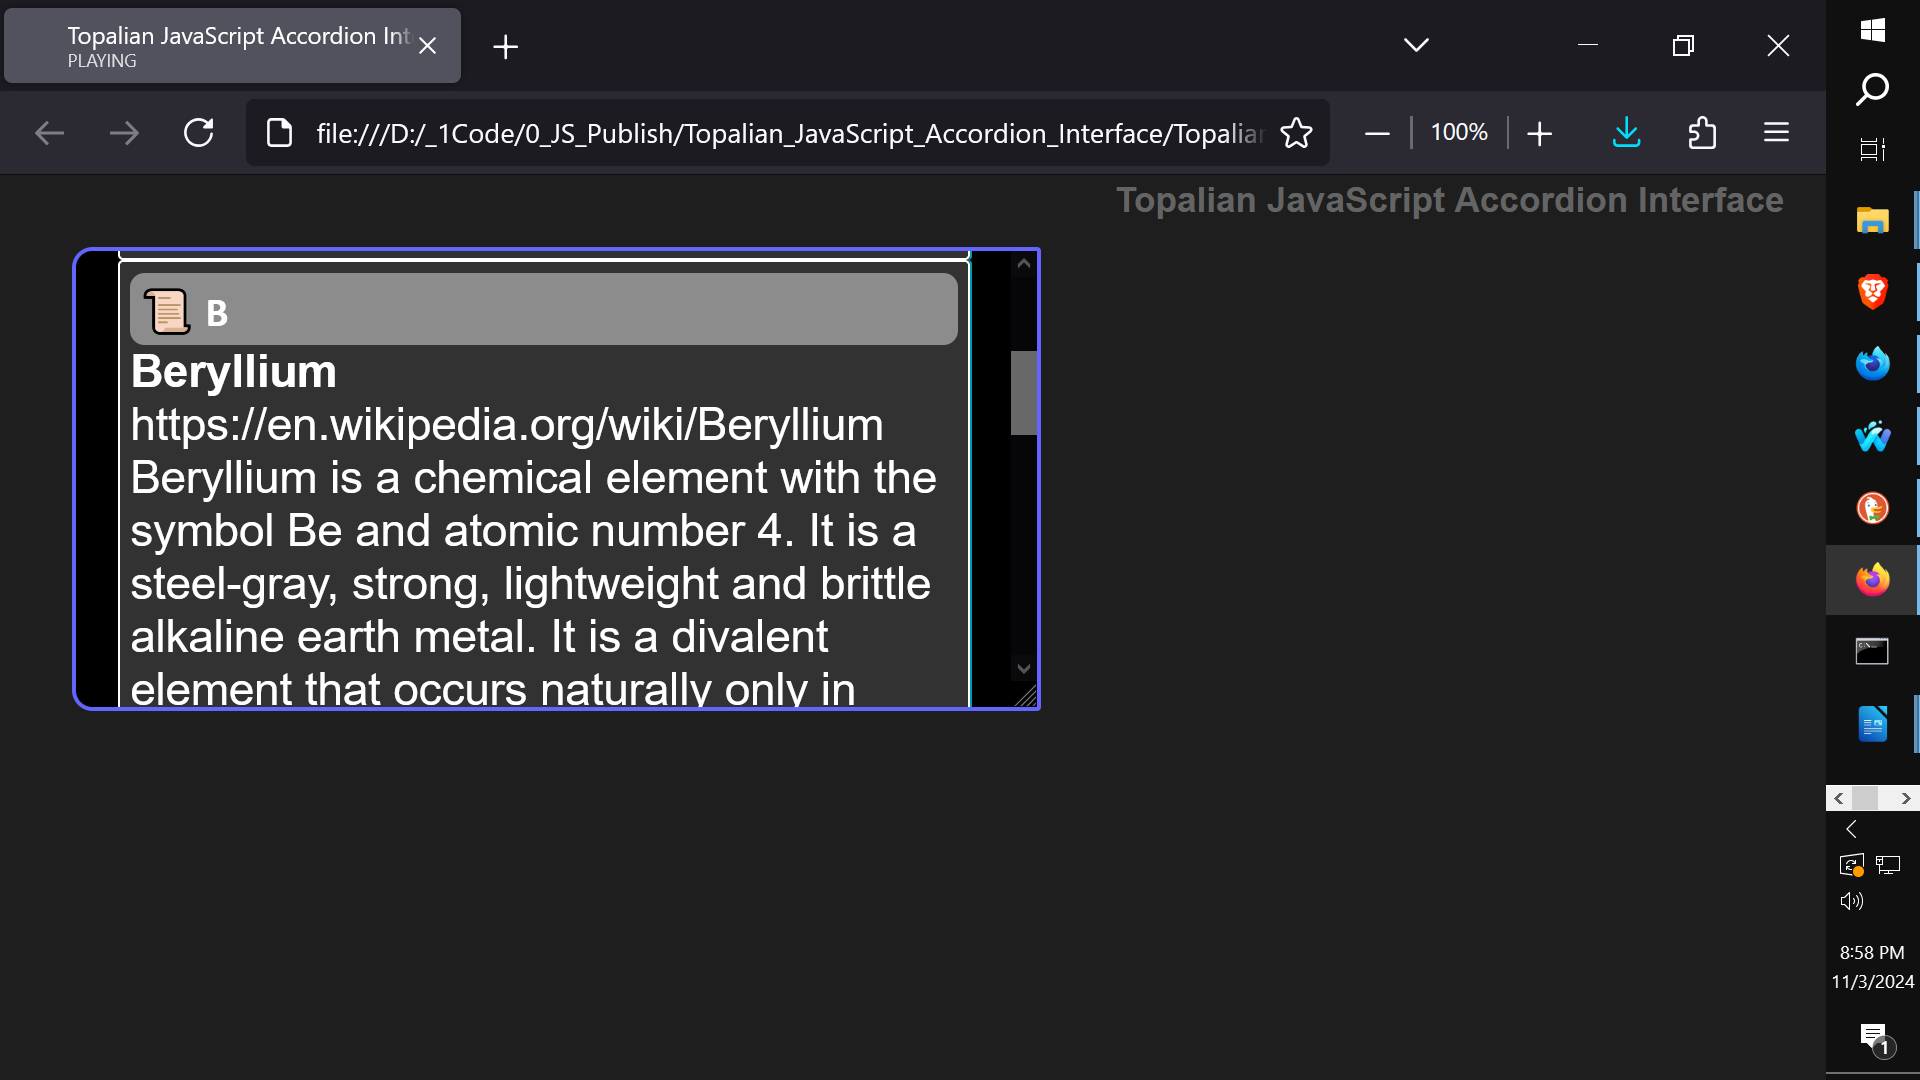 Topalian JavaScript Accordion Int
PLAYING
file:///D:/_1Code/0_JS_Publish/Topalian_JavaScript_Accordion_Interface/Topalian
100%
Topalian JavaScript Accordion Interface
B
Beryllium
https://en.wikipedia.org/wiki/Beryllium
Beryllium is a chemical element with the
symbol Be and atomic number 4. It is a
steel-gray, strong, lightweight and brittle
alkaline earth metal. It is a divalent
element that occurs naturally only in
8:58 PM
11/3/2024
1